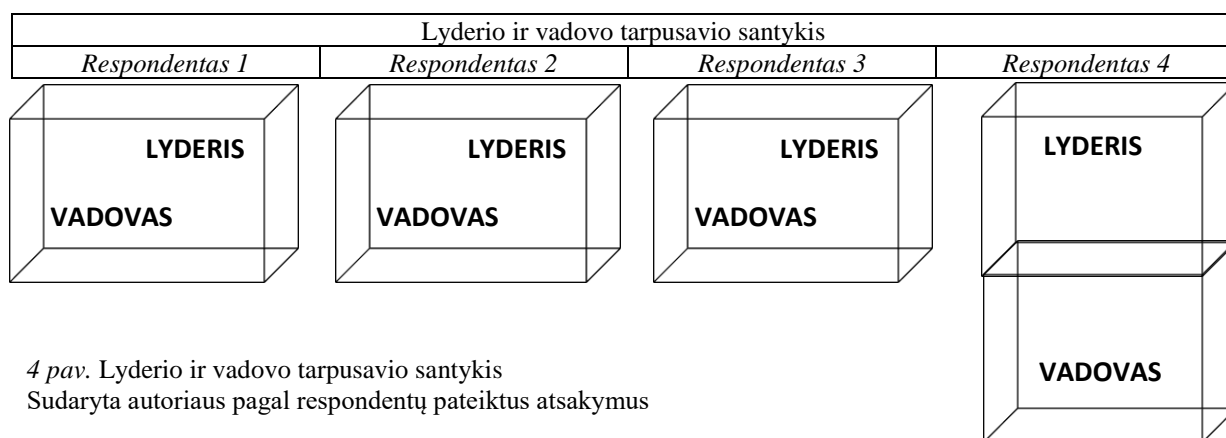 Lyderio ir vadovo tarpusavio santykis
Respondentas 1 Respondentas 2 Respondentas 3 Respondentas 4
LYDERIS LYDERIS LYDERIS LYDERIS
VADOVAS VADOVAS VADOVAS
VADOVAS
4 pav. Lyderio ir vadovo tarpusavio santykis
Sudaryta autoriaus pagal respondentų pateiktus atsakymus